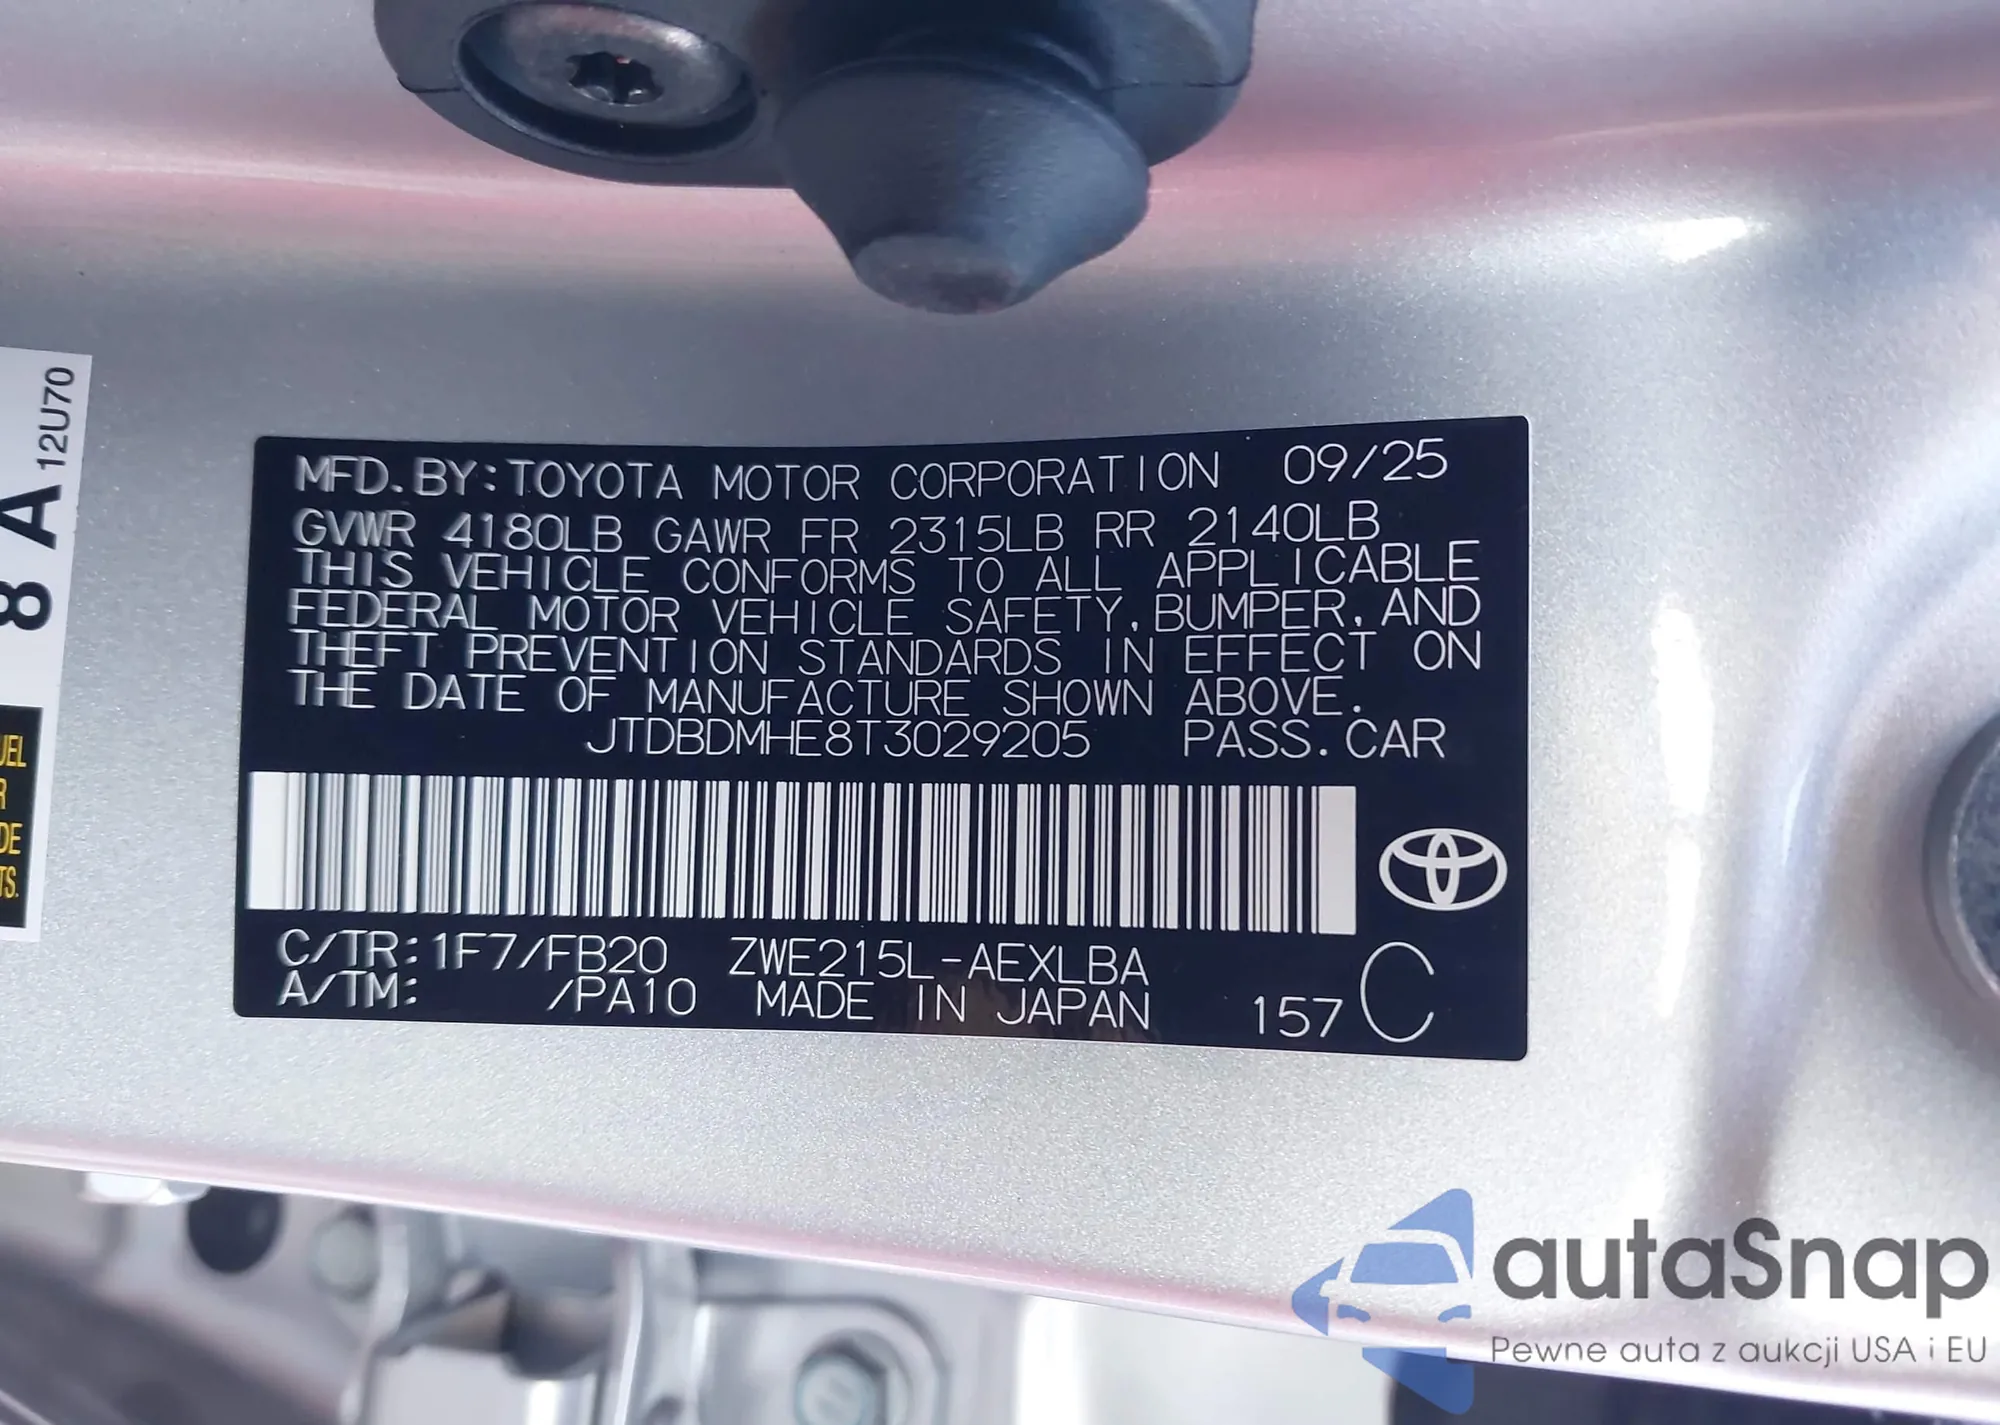 12U70
8 A
UEL
R
DE
TS.
MFD. BY: TOYOTA MOTOR CORPORATION 09/25
GVWR 4180LB GAWR FR 2315LB RR 2140LB
THIS VEHICLE CONFORMS TO ALL APPLICABLE
FEDERAL MOTOR VEHICLE SAFETY, BUMPER, AND
THEFT PREVENTION STANDARDS IN EFFECT ON
THE DATE OF MANUFACTURE SHOWN ABOVE.
JTDBDMHE8T3029205 PASS. CAR
C/TR: 1F7/FB20 ZWE215L-AEXLBA
A/TM: /PA10 MADE IN JAPAN 157 C
autaSnap
Pewne auta z aukcji USA i EU